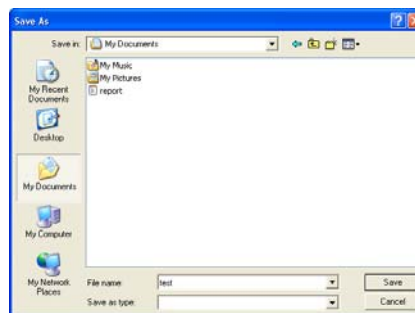 Save As
Save in: My Documents
My Recent
Documents
Desktop
My Documents
My Computer
My Network
Places
My Music
My Pictures
report
File name: test Save
Save as type: Cancel